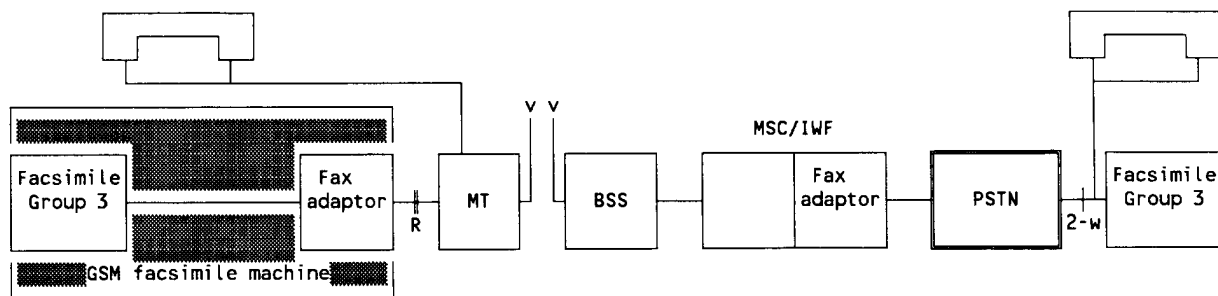 V V
MSC/IWF
Facsimile
Group 3
Fax
adaptor
R
MT
BSS
Fax
adaptor
PSTN
2-w
Facsimile
Group 3
GSM facsimile machine